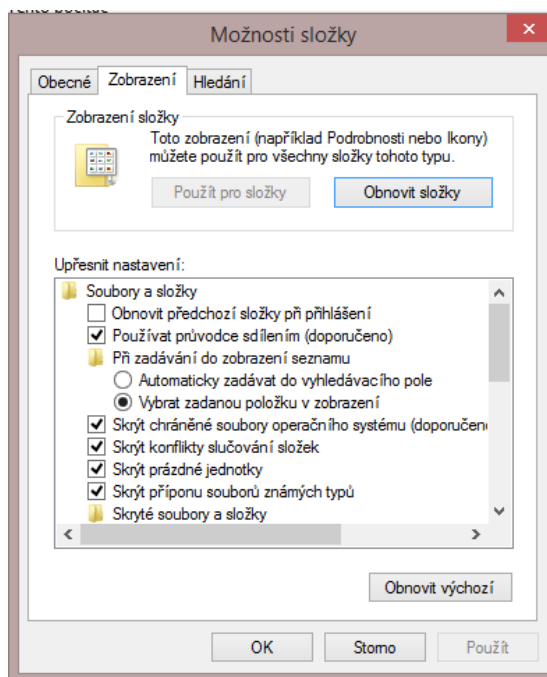 Tento počítač
Možnosti složky
Obecné Zobrazení Hledání
Zobrazení složky
Toto zobrazení (například Podrobnosti nebo Ikony)
můžete použít pro všechny složky tohoto typu.
Použít pro složky Obnovit složky
Upřesnit nastavení:
Soubory a složky
Obnovit předchozí složky při přihlášení
Používat průvodce sdílením (doporučeno)
Při zadávání do zobrazení seznamu
Automaticky zadávat do vyhledávacího pole
Vybrat zadanou položku v zobrazení
Skrýt chráněné soubory operačního systému (doporučen
Skrýt konflikty slučování složek
Skrýt prázdné jednotky
Skrýt příponu souborů známých typů
Skryté soubory a složky
Obnovit výchozí
OK Storno Použít